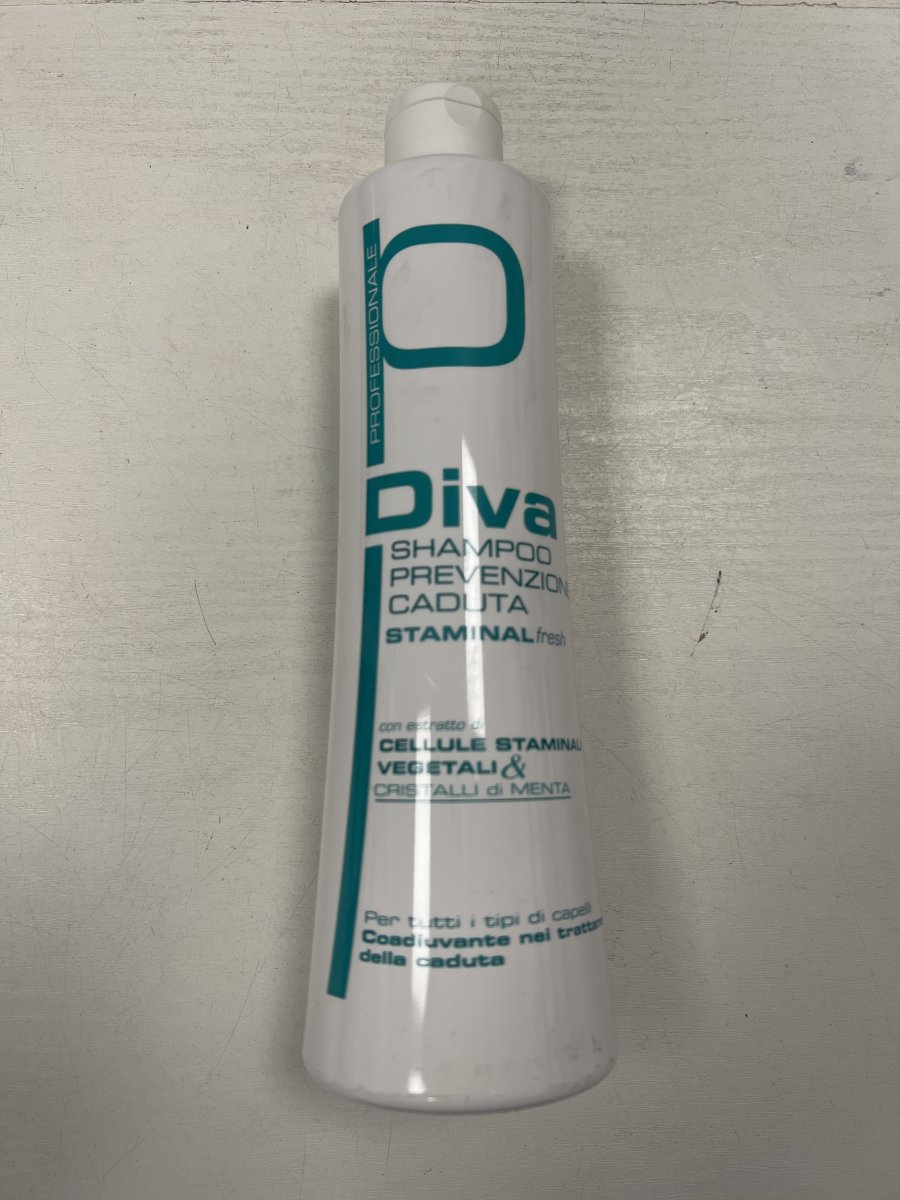 PROFESSIONALE
Diva
SHAMPOO
PREVENZIONE
CADUTA
STAMINAL fresh
con estratto di
CELLULE STAMINALI
VEGETALI &
CRISTALLI di MENTA
Per tutti i tipi di capelli
Coadiuvante nei
della caduta